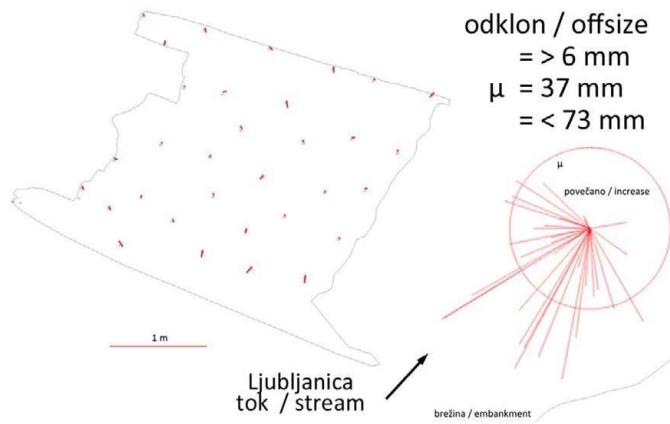 odklon / offsize
= > 6 mm
µ = 37 mm
= < 73 mm
µ
povečano / increase
1 m
Ljubljanica
tok / stream
brežina / embankment